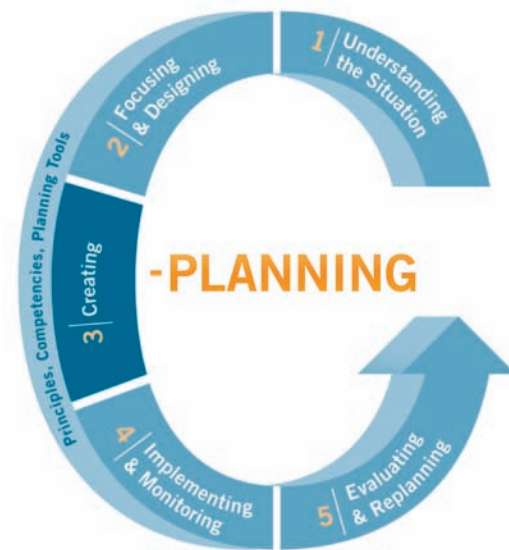 1 Understanding
the Situation
2 Focusing
& Designing
3 Creating
4 Implementing
& Monitoring
5 Evaluating
& Replanning
Principles, Competencies, Planning Tools
-PLANNING